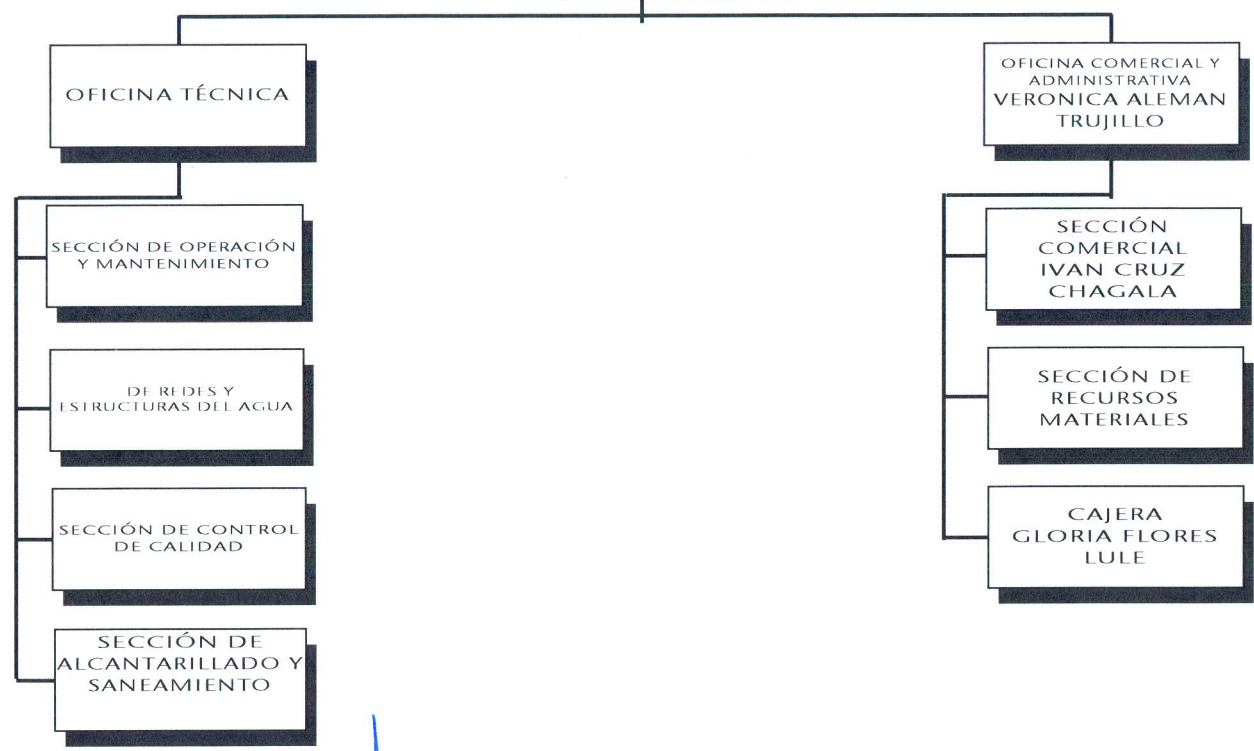 OFICINA TÉCNICA
SECCIÓN DE OPERACIÓN
Y MANTENIMIENTO
DE REDES Y
ESTRUCTURAS DEL AGUA
SECCIÓN DE CONTROL
DE CALIDAD
SECCIÓN DE
ALCANTARILLADO Y
SANEAMIENTO
OFICINA COMERCIAL Y
ADMINISTRATIVA
VERONICA ALEMAN
TRUJILLO
SECCIÓN
COMERCIAL
IVAN CRUZ
CHAGALA
SECCIÓN DE
RECURSOS
MATERIALES
CAJERA
GLORIA FLORES
LULE